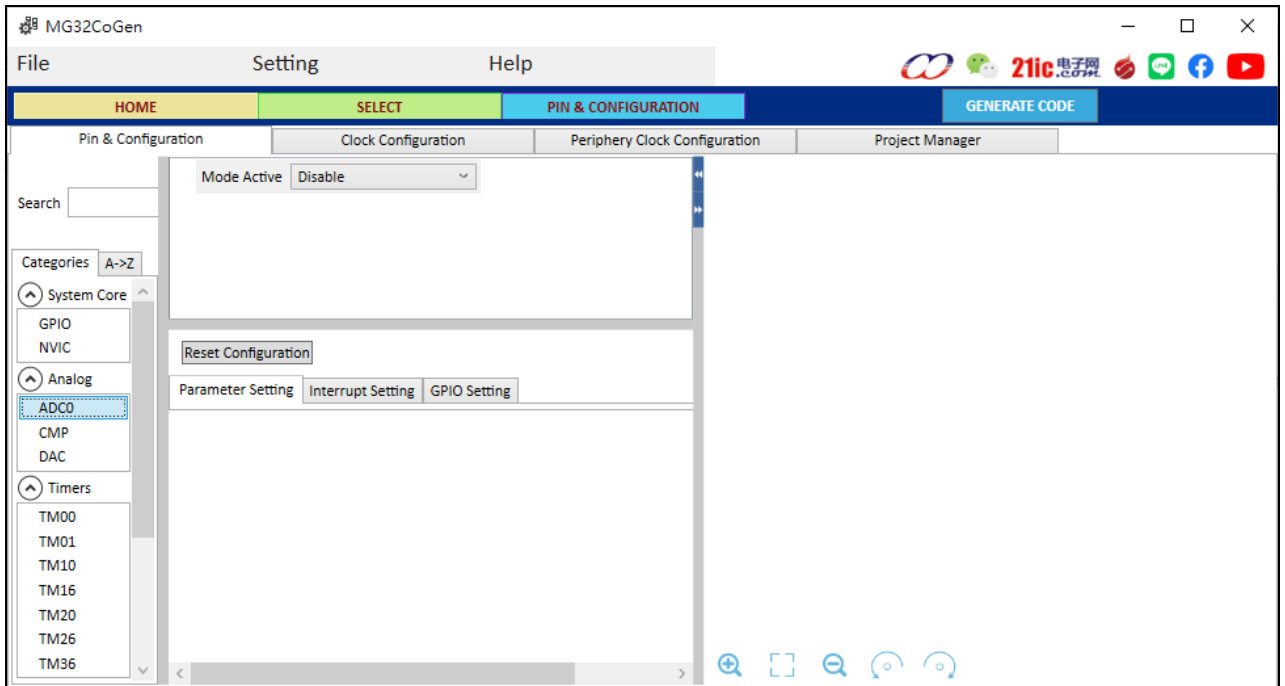 MG32CoGen
File Setting Help
21ic电子网
.com
LINE
HOME SELECT PIN & CONFIGURATION GENERATE CODE
Pin & Configuration Clock Configuration Periphery Clock Configuration Project Manager
Mode Active Disable
Search
Categories A->Z
System Core
GPIO
NVIC
Reset Configuration
Analog
Parameter Setting Interrupt Setting GPIO Setting
ADC0
CMP
DAC
Timers
TM00
TM01
TM10
TM16
TM20
TM26
TM36